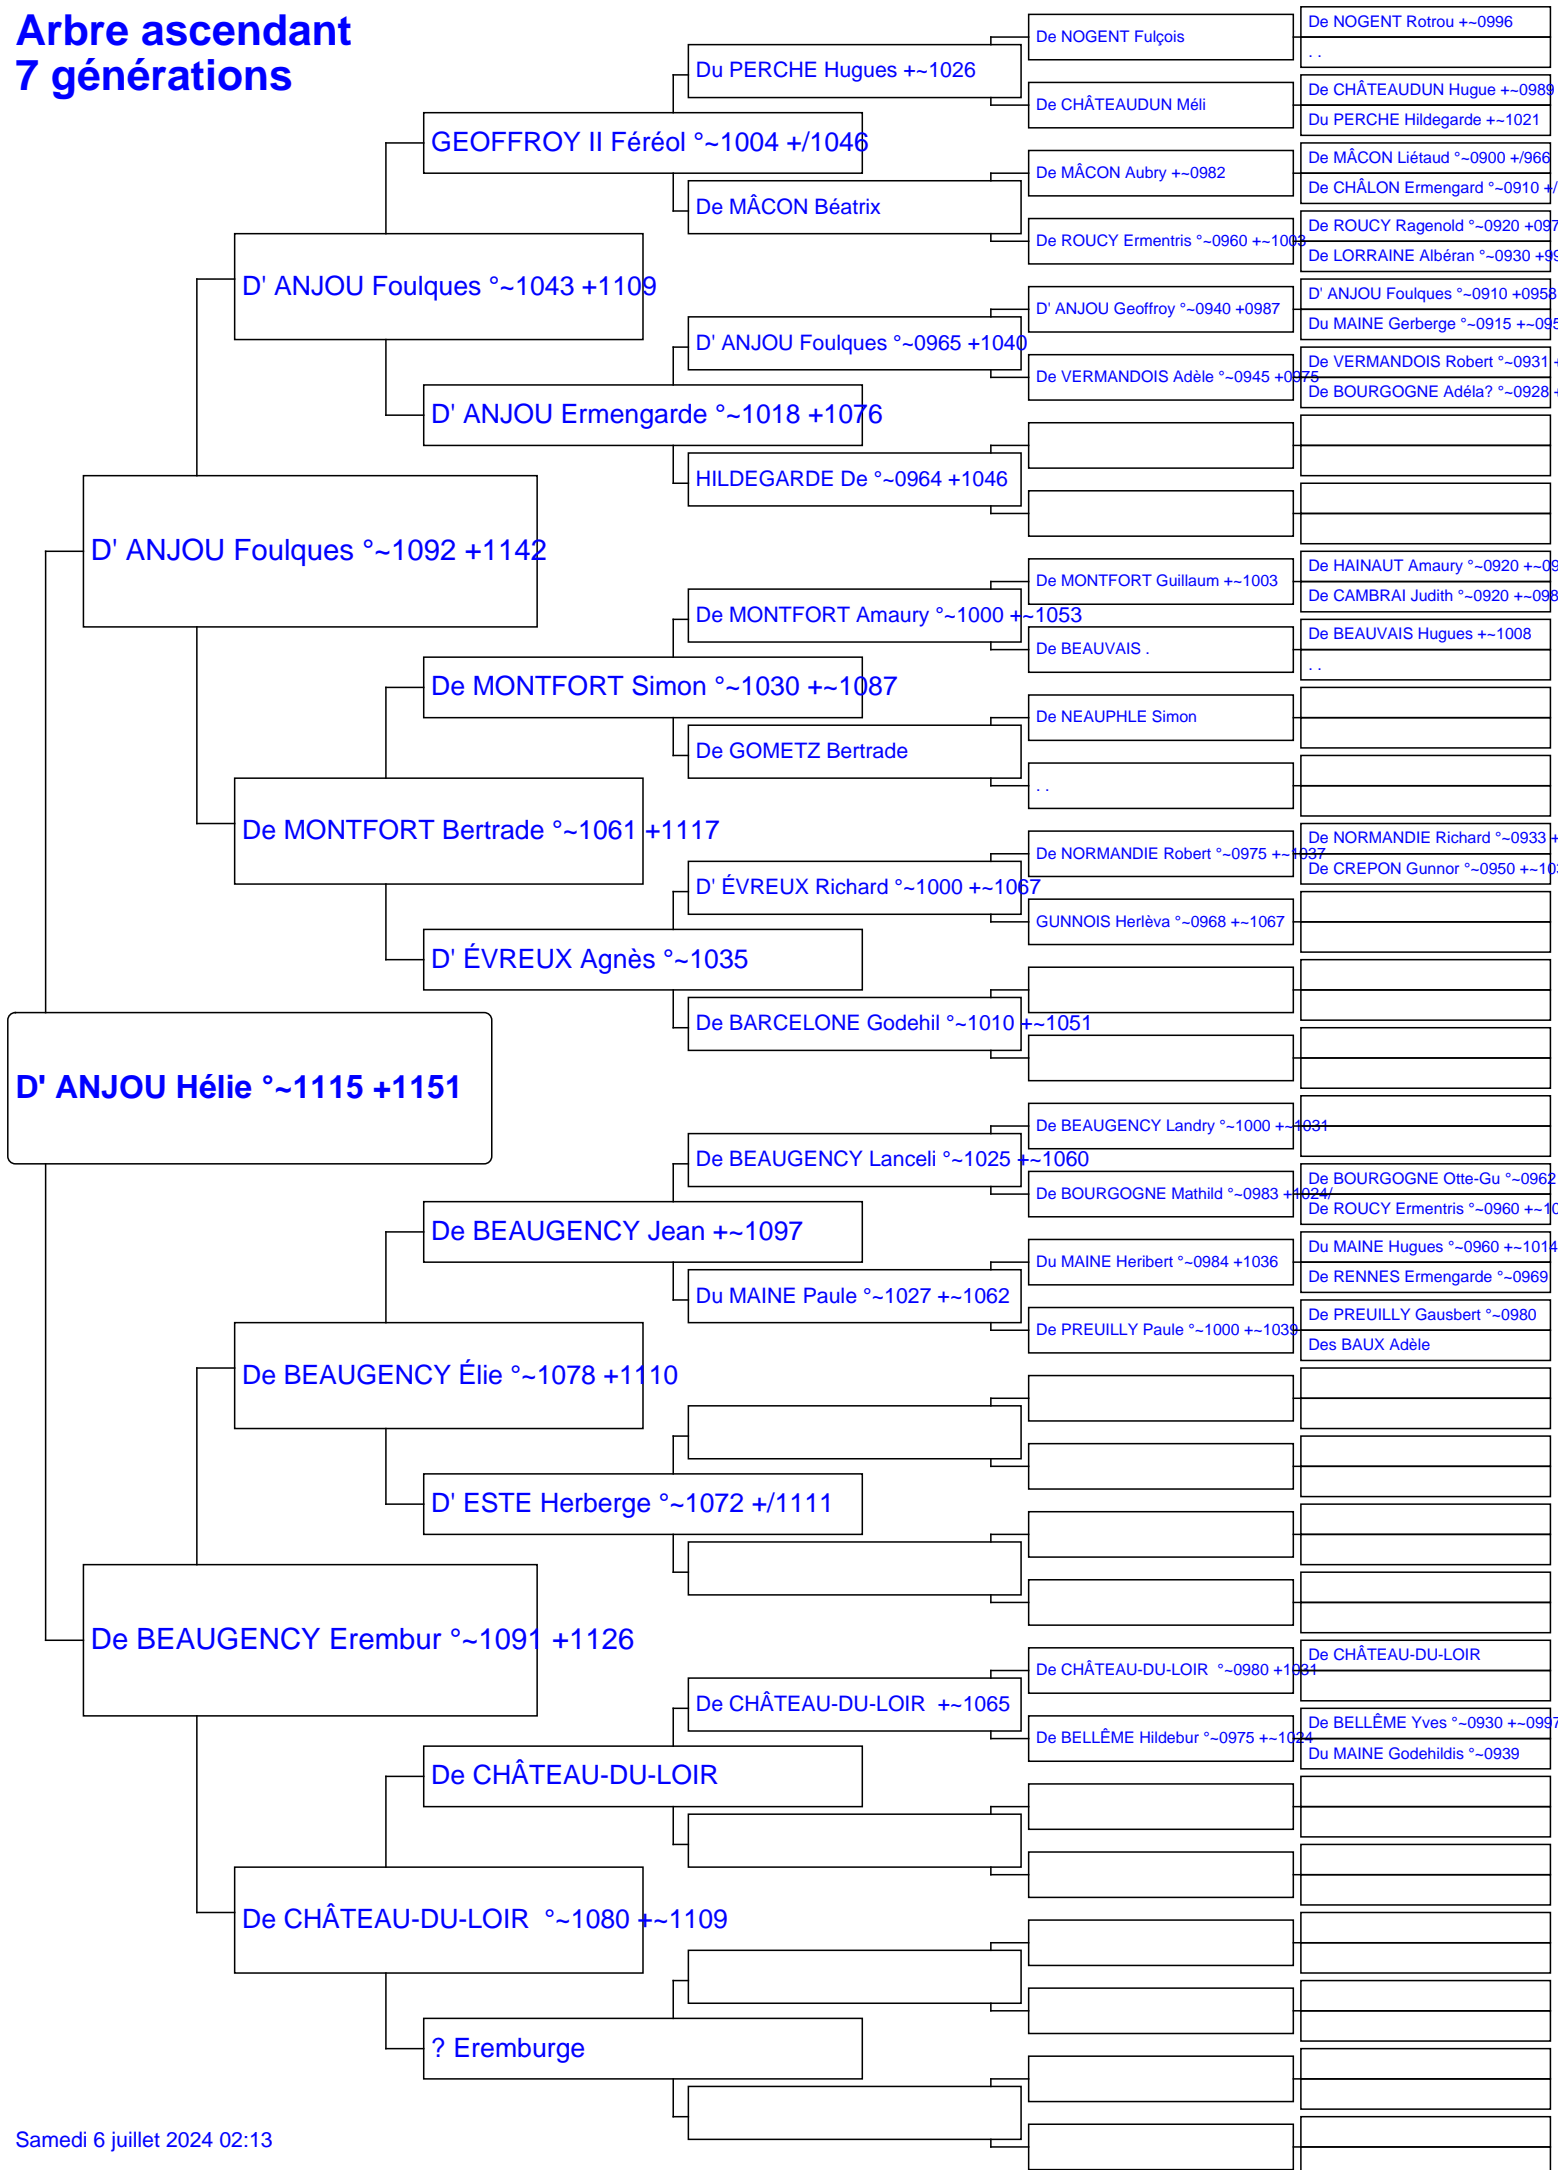 Arbre ascendant
7 générations
De NOGENT Rotrou +~0996
De NOGENT Fulçois
. .
Du PERCHE Hugues +~1026
De CHÂTEAUDUN Hugue +~0989
De CHÂTEAUDUN Méli
Du PERCHE Hildegarde +~1021
GEOFFROY II Féréol °~1004 +/1046
De MÂCON Liétaud °~0900 +/966
De MÂCON Aubry +~0982
De CHÂLON Ermengard °~0910 +/
De MÂCON Béatrix
De ROUCY Ragenold °~0920 +097
De ROUCY Ermentris °~0960 +~1003
De LORRAINE Albéran °~0930 +99
D' ANJOU Foulques °~1043 +1109
D' ANJOU Foulques °~0910 +0958
D' ANJOU Geoffroy °~0940 +0987
Du MAINE Gerberge °~0915 +~095
D' ANJOU Foulques °~0965 +1040
De VERMANDOIS Robert °~0931 +
De VERMANDOIS Adèle °~0945 +0975
De BOURGOGNE Adéla? °~0928 +
D' ANJOU Ermengarde °~1018 +1076
HILDEGARDE De °~0964 +1046
D' ANJOU Foulques °~1092 +1142
De HAINAUT Amaury °~0920 +~09
De MONTFORT Guillaum +~1003
De CAMBRAI Judith °~0920 +~098
De MONTFORT Amaury °~1000 +~1053
De BEAUVAIS Hugues +~1008
De BEAUVAIS .
. .
De MONTFORT Simon °~1030 +~1087
De NEAUPHLE Simon
De GOMETZ Bertrade
. .
De MONTFORT Bertrade °~1061 +1117
De NORMANDIE Richard °~0933 +
De NORMANDIE Robert °~0975 +~1037
De CREPON Gunnor °~0950 +~103
D' ÉVREUX Richard °~1000 +~1067
GUNNOIS Herlèva °~0968 +~1067
D' ÉVREUX Agnès °~1035
De BARCELONE Godehil °~1010 +~1051
D' ANJOU Hélie °~1115 +1151
De BEAUGENCY Landry °~1000 +~1031
De BEAUGENCY Lanceli °~1025 +~1060
De BOURGOGNE Otte-Gu °~0962
De BOURGOGNE Mathild °~0983 +1024/
De ROUCY Ermentris °~0960 +~10
De BEAUGENCY Jean +~1097
Du MAINE Hugues °~0960 +~1014
Du MAINE Heribert °~0984 +1036
De RENNES Ermengarde °~0969
Du MAINE Paule °~1027 +~1062
De PREUILLY Gausbert °~0980
De PREUILLY Paule °~1000 +~1039
Des BAUX Adèle
De BEAUGENCY Élie °~1078 +1110
D' ESTE Herberge °~1072 +/1111
De BEAUGENCY Erembur °~1091 +1126
De CHÂTEAU-DU-LOIR
De CHÂTEAU-DU-LOIR  °~0980 +1031
De CHÂTEAU-DU-LOIR  +~1065
De BELLÊME Yves °~0930 +~0997
De BELLÊME Hildebur °~0975 +~1024
Du MAINE Godehildis °~0939
De CHÂTEAU-DU-LOIR
De CHÂTEAU-DU-LOIR  °~1080 +~1109
? Eremburge
Samedi 6 juillet 2024 02:13